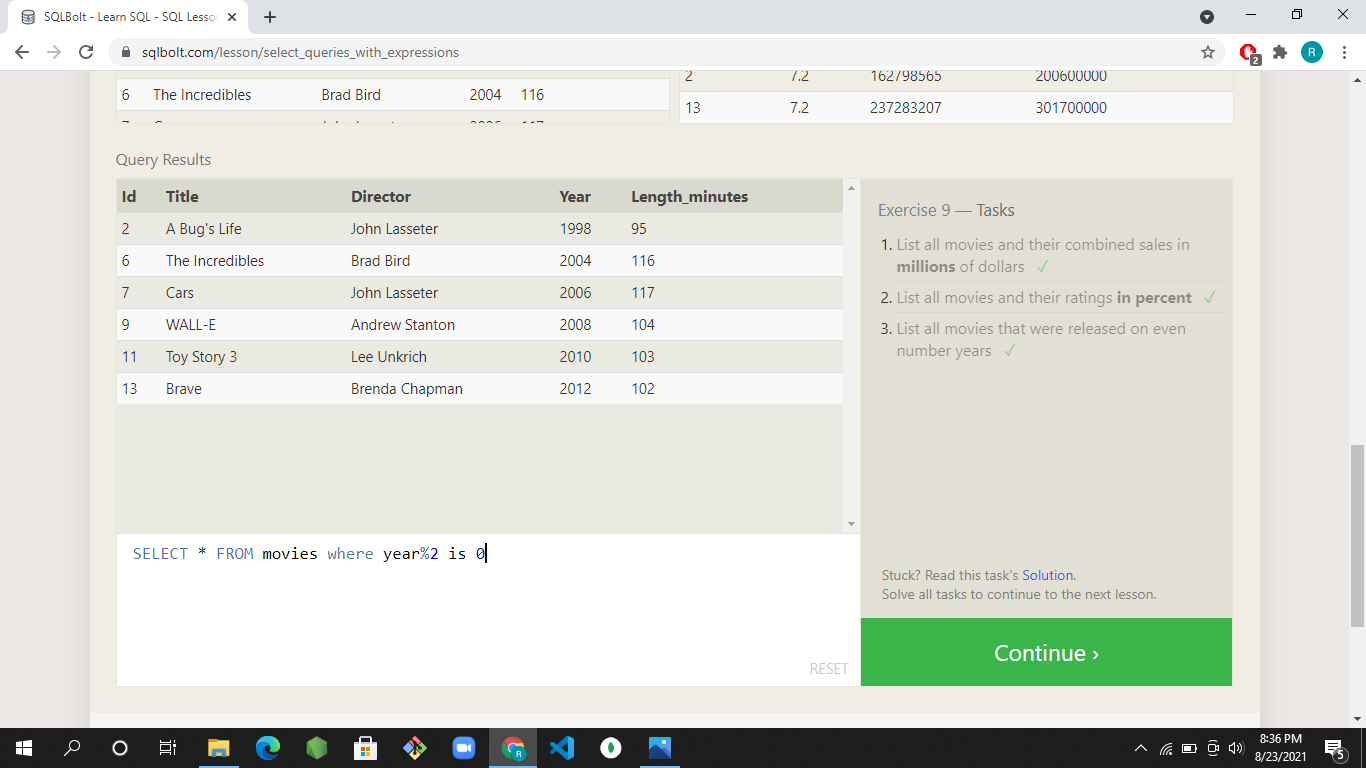 SQLBolt - Learn SQL - SQL Lesson
sqlbolt.com/lesson/select_queries_with_expressions
R
2
6 The Incredibles Brad Bird 2004 116
2 7.2 162798565 200600000
13 7.2 237283207 301700000
Query Results
Id Title Director Year Length_minutes
2 A Bug's Life John Lasseter 1998 95
6 The Incredibles Brad Bird 2004 116
7 Cars John Lasseter 2006 117
9 WALL-E Andrew Stanton 2008 104
11 Toy Story 3 Lee Unkrich 2010 103
13 Brave Brenda Chapman 2012 102
Exercise 9 — Tasks
1. List all movies and their combined sales in
millions of dollars ✓
2. List all movies and their ratings in percent ✓
3. List all movies that were released on even
number years ✓
SELECT * FROM movies where year%2 is 0
RESET
Stuck? Read this task's Solution.
Solve all tasks to continue to the next lesson.
Continue ›
R
8:36 PM
8/23/2021
5